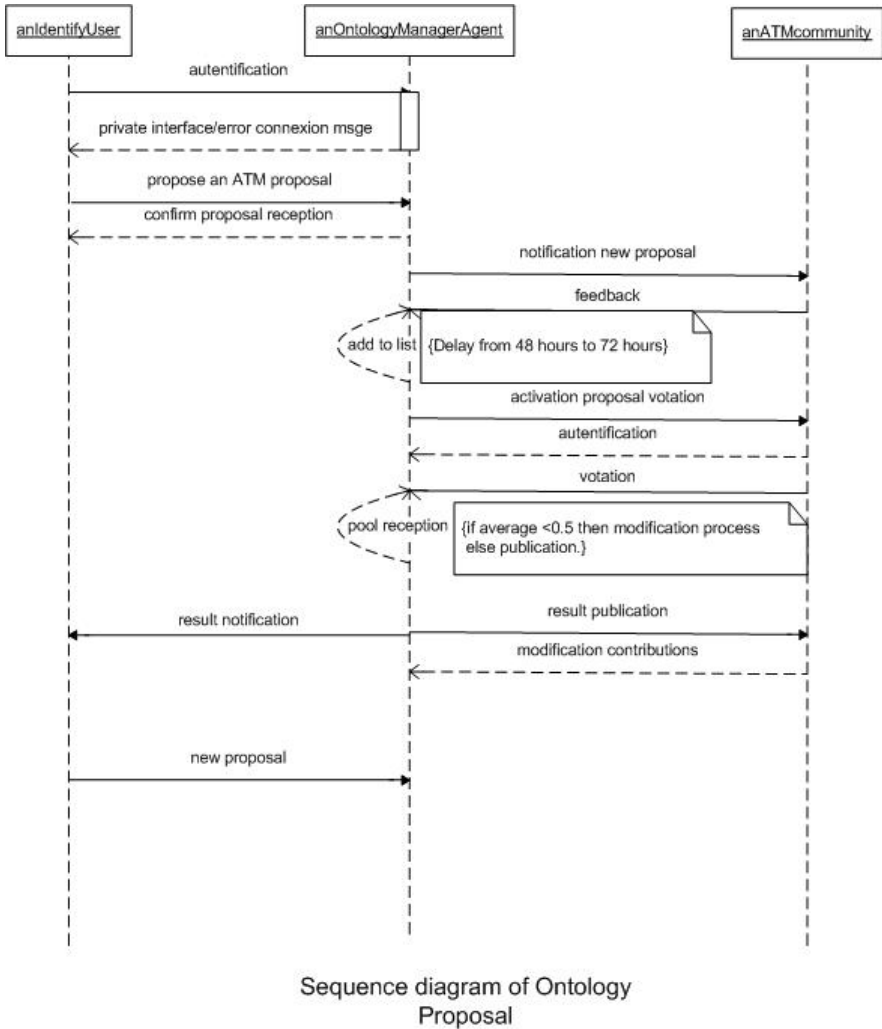 anIdentifyUser
anOntologyManagerAgent
anATMcommunity
autentification
private interface/error connexion msge
propose an ATM proposal
confirm proposal reception
notification new proposal
feedback
add to list
{Delay from 48 hours to 72 hours}
activation proposal votation
autentification
votation
pool reception
{if average <0.5 then modification process
else publication.}
result notification
result publication
modification contributions
new proposal
Sequence diagram of Ontology
Proposal